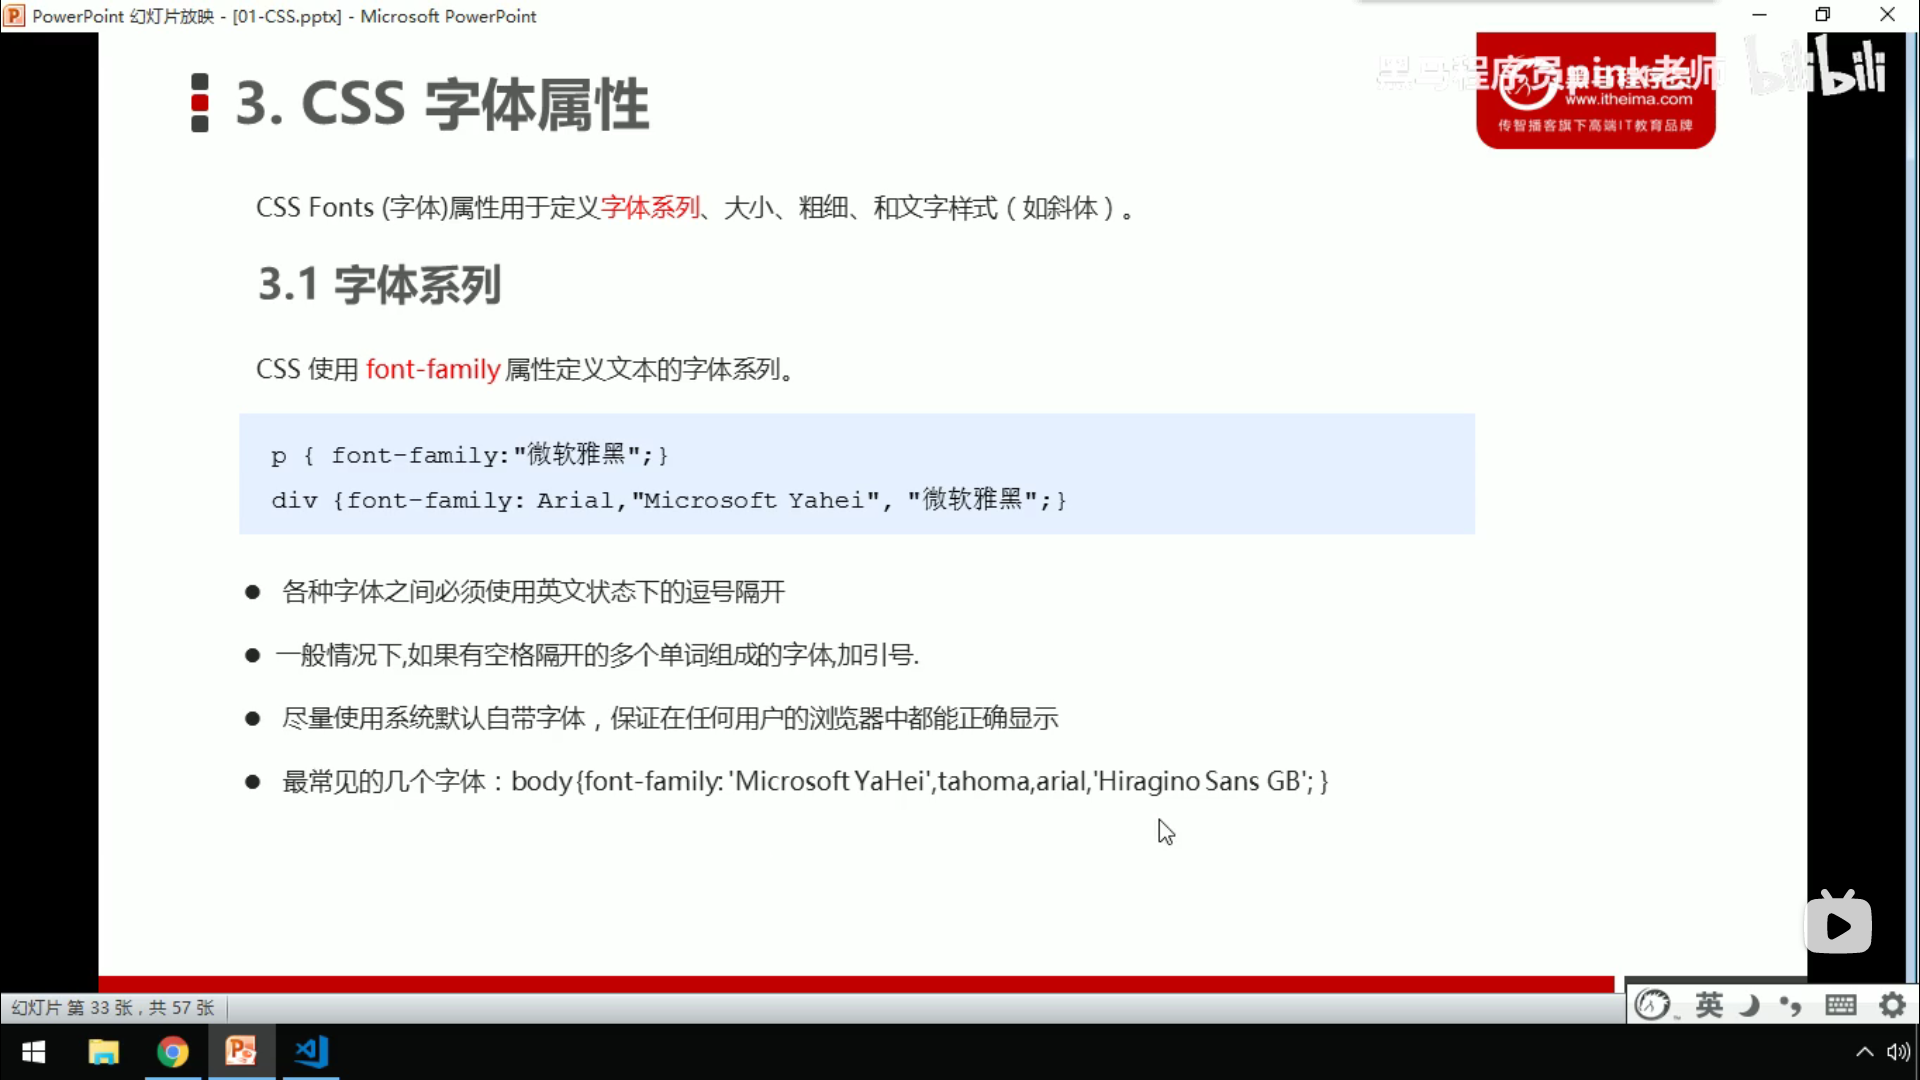 PowerPoint 幻灯片放映 - [01-CSS.pptx] - Microsoft PowerPoint
黑马程序员pink老师 bilibili
www.itheima.com
传智播客旗下高端IT教育品牌
3. CSS 字体属性
CSS Fonts (字体)属性用于定义字体系列、大小、粗细、和文字样式（如斜体）。
3.1 字体系列
CSS 使用 font-family 属性定义文本的字体系列。
p { font-family:"微软雅黑";}
div {font-family: Arial,"Microsoft Yahei", "微软雅黑";}
● 各种字体之间必须使用英文状态下的逗号隔开
● 一般情况下,如果有空格隔开的多个单词组成的字体,加引号.
● 尽量使用系统默认自带字体，保证在任何用户的浏览器中都能正确显示
● 最常见的几个字体：body{font-family: 'Microsoft YaHei',tahoma,arial,'Hiragino Sans GB'; }
幻灯片 第 33 张，共 57 张
英